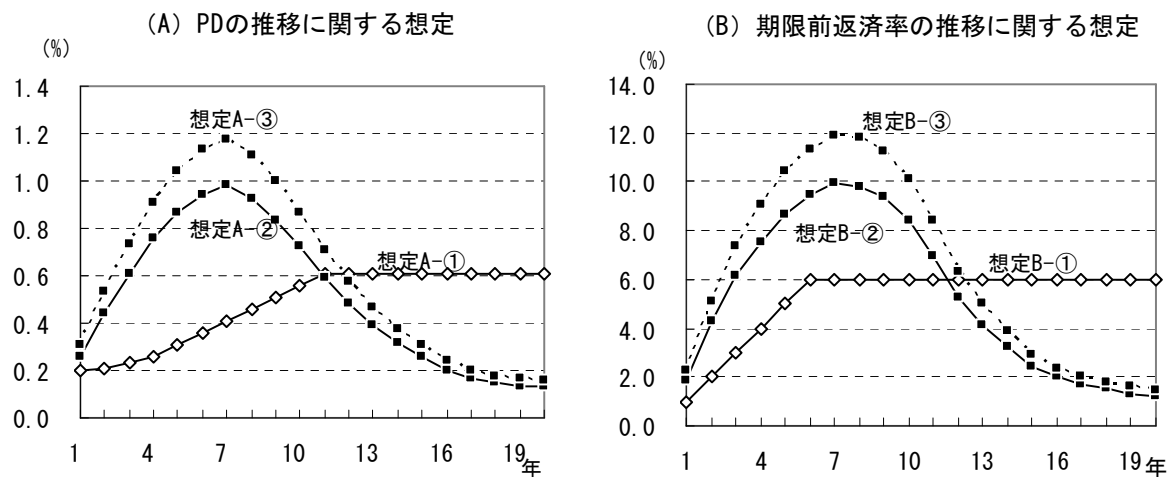 (A) PDの推移に関する想定
(%)
1.4
1.2
1.0
0.8
0.6
0.4
0.2
0.0
想定A-③
想定A-②
想定A-①
1 4 7 10 13 16 19 年
(B) 期限前返済率の推移に関する想定
(%)
14.0
12.0
10.0
8.0
6.0
4.0
2.0
0.0
想定B-③
想定B-②
想定B-①
1 4 7 10 13 16 19 年